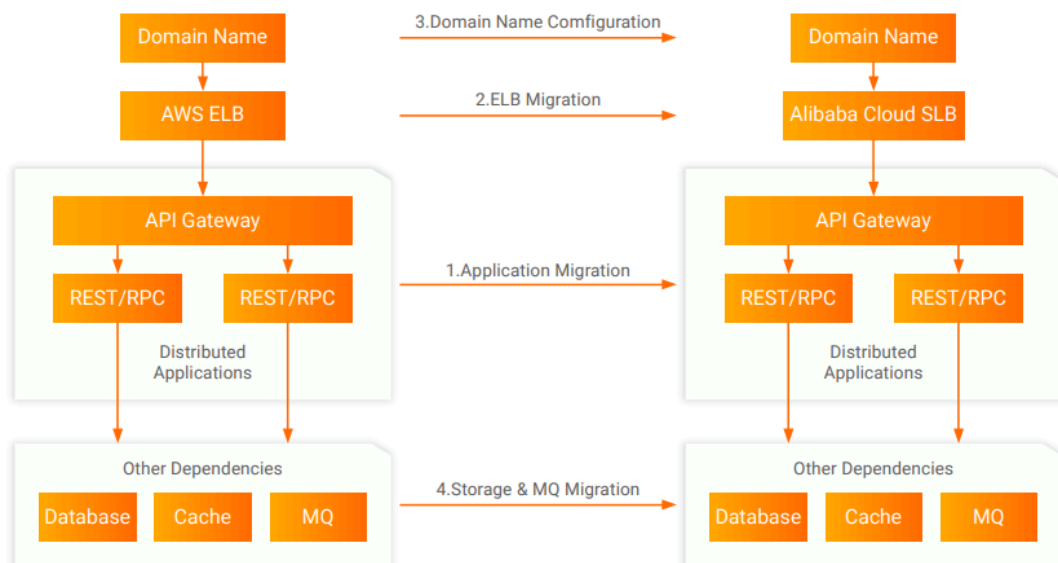 3.Domain Name Comfiguration
Domain Name
Domain Name
AWS ELB
2.ELB Migration
Alibaba Cloud SLB
API Gateway
API Gateway
1.Application Migration
REST/RPC
REST/RPC
REST/RPC
REST/RPC
Distributed
Applications
Distributed
Applications
Other Dependencies
Other Dependencies
4.Storage & MQ Migration
Database
Cache
MQ
Database
Cache
MQ